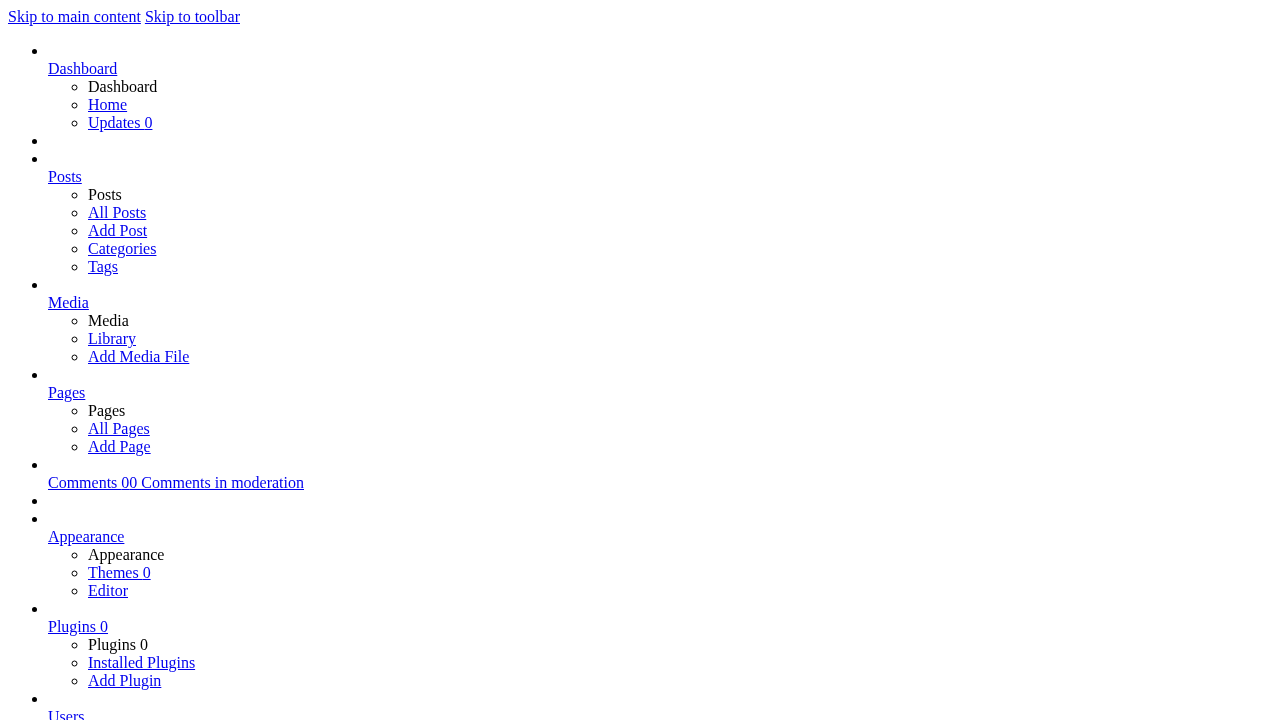 Skip to main content Skip to toolbar
Dashboard
Dashboard
Home
Updates 0
Posts
Posts
All Posts
Add Post
Categories
Tags
Media
Media
Library
Add Media File
Pages
Pages
All Pages
Add Page
Comments 00 Comments in moderation
Appearance
Appearance
Themes 0
Editor
Plugins 0
Plugins 0
Installed Plugins
Add Plugin
Users